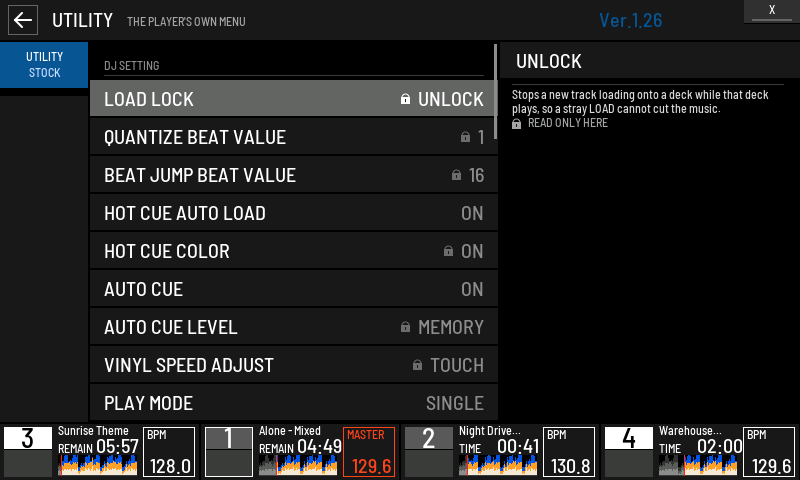 UTILITY THE PLAYER'S OWN MENU Ver.1.26 X
UTILITY
STOCK
DJ SETTING
LOAD LOCK UNLOCK
QUANTIZE BEAT VALUE 1
BEAT JUMP BEAT VALUE 16
HOT CUE AUTO LOAD ON
HOT CUE COLOR ON
AUTO CUE ON
AUTO CUE LEVEL MEMORY
VINYL SPEED ADJUST TOUCH
PLAY MODE SINGLE
UNLOCK
Stops a new track loading onto a deck while that deck
plays, so a stray LOAD cannot cut the music.
READ ONLY HERE
3 Sunrise Theme BPM
REMAIN 05:57 128.0
1 Alone - Mixed MASTER
REMAIN 04:49 129.6
2 Night Drive... BPM
TIME 00:41 130.8
4 Warehouse... BPM
TIME 02:00 129.6